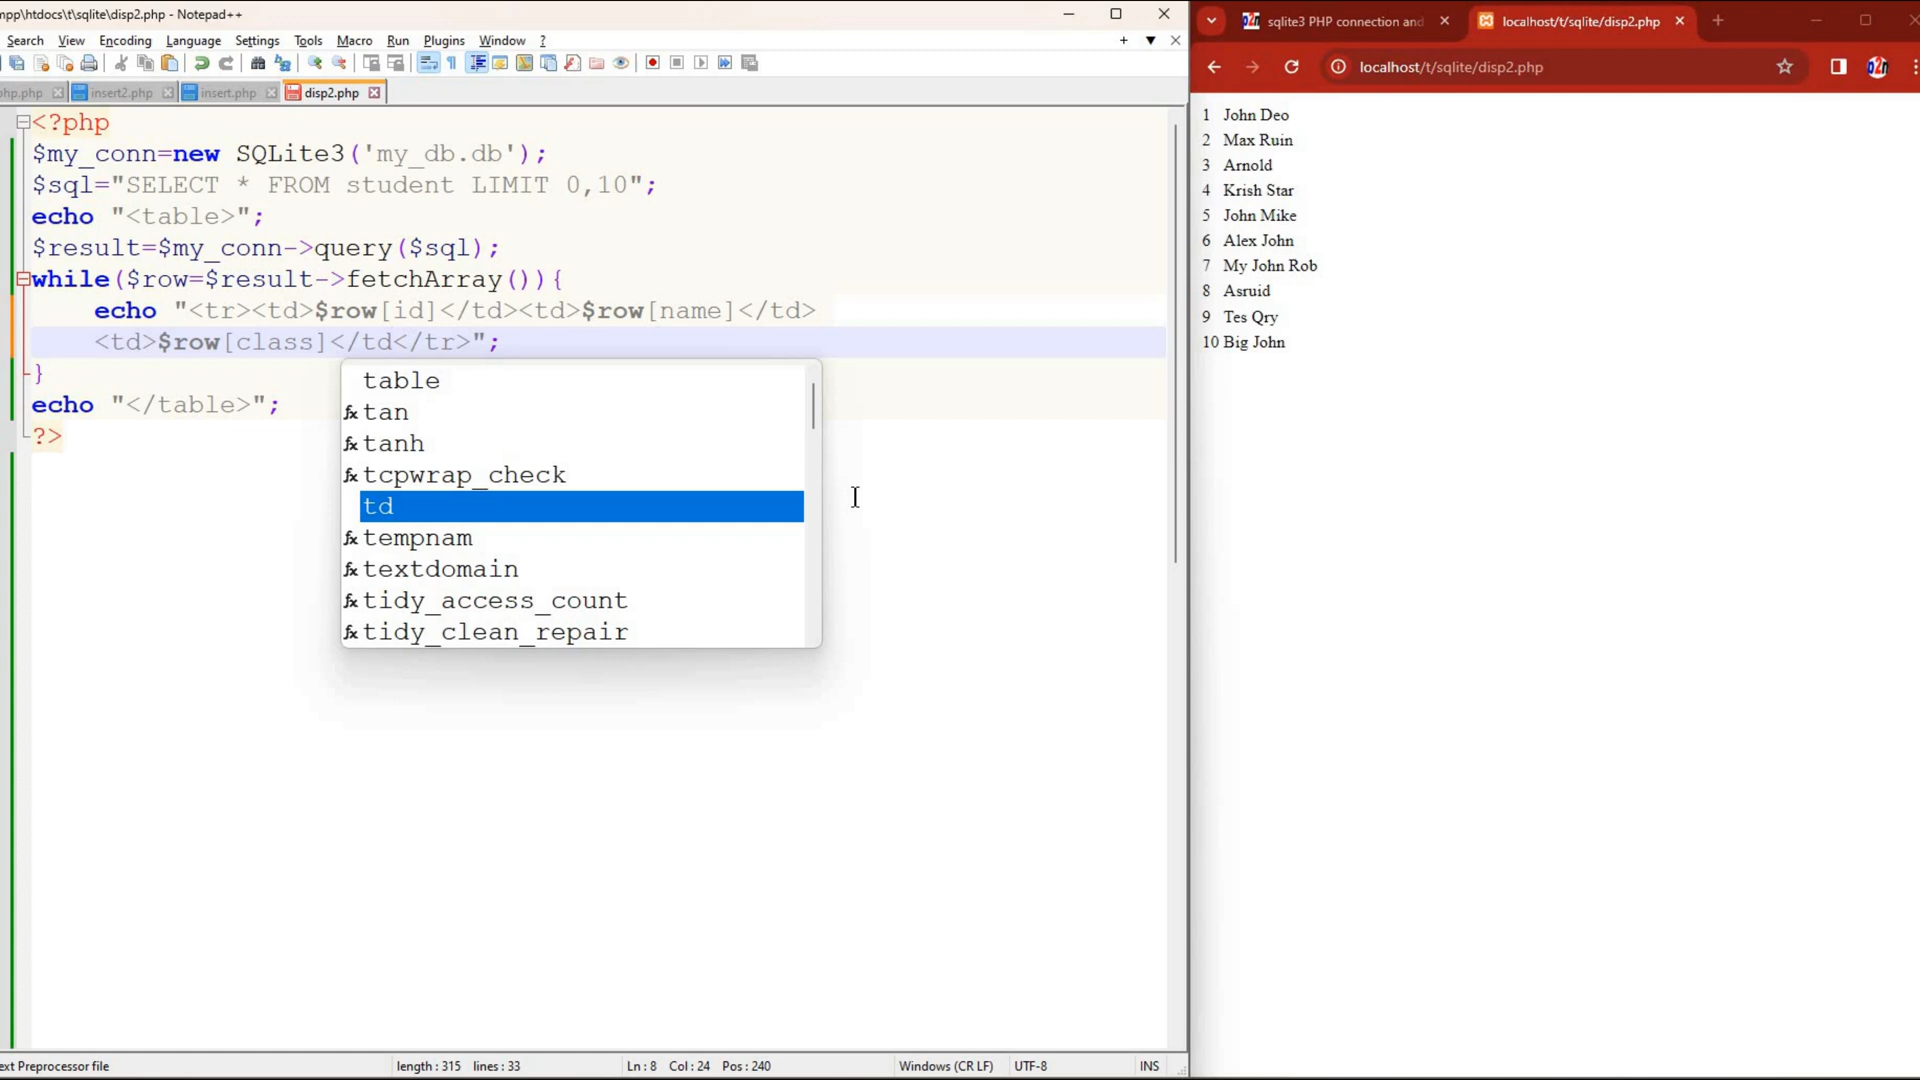 mpp\htdocs\t\sqlite\disp2.php - Notepad++
Search View Encoding Language Settings Tools Macro Run Plugins Window ?
php.php insert2.php insert.php disp2.php
<?php
$my_conn=new SQLite3('my_db.db');
$sql="SELECT * FROM student LIMIT 0,10";
echo "<table>";
$result=$my_conn->query($sql);
while($row=$result->fetchArray()){
echo "<tr><td>$row[id]</td><td>$row[name]</td>
<td>$row[class]</td</tr>";
}
echo "</table>";
?>
table
tan
tanh
tcpwrap_check
td
tempnam
textdomain
tidy_access_count
tidy_clean_repair
ext Preprocessor file length : 315 lines : 33 Ln : 8 Col : 24 Pos : 240 Windows (CR LF) UTF-8 INS
sqlite3 PHP connection and localhost/t/sqlite/disp2.php
localhost/t/sqlite/disp2.php
1 John Deo
2 Max Ruin
3 Arnold
4 Krish Star
5 John Mike
6 Alex John
7 My John Rob
8 Asruid
9 Tes Qry
10 Big John